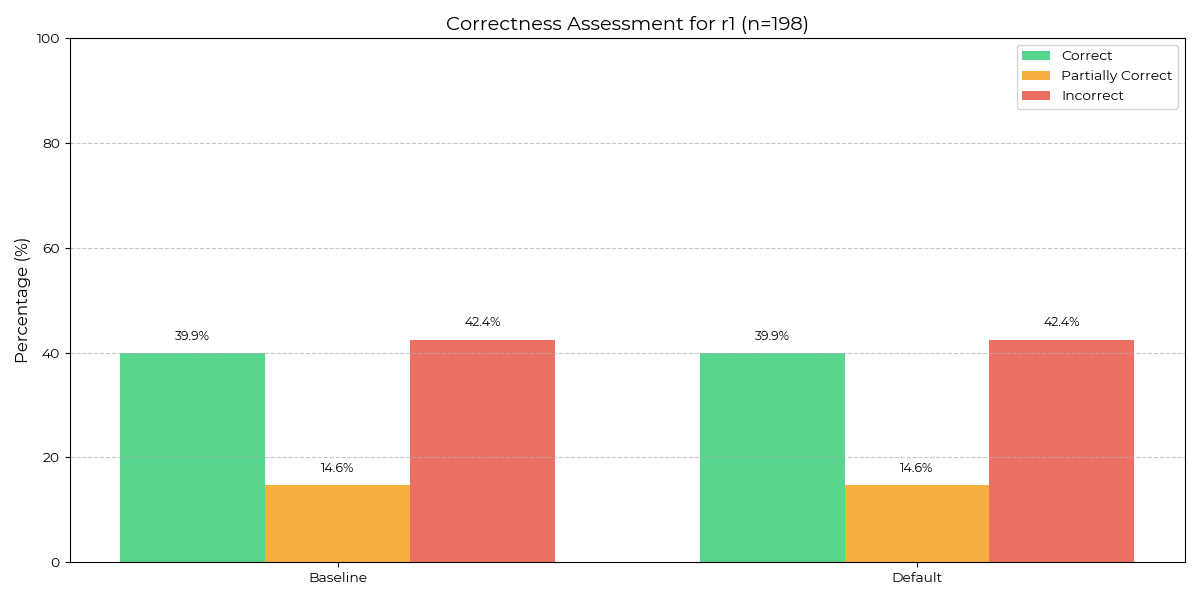 Correctness Assessment for r1 (n=198)
Correct
Partially Correct
Incorrect
Percentage (%)
100
80
60
40
20
0
39.9%
14.6%
42.4%
39.9%
14.6%
42.4%
Baseline
Default